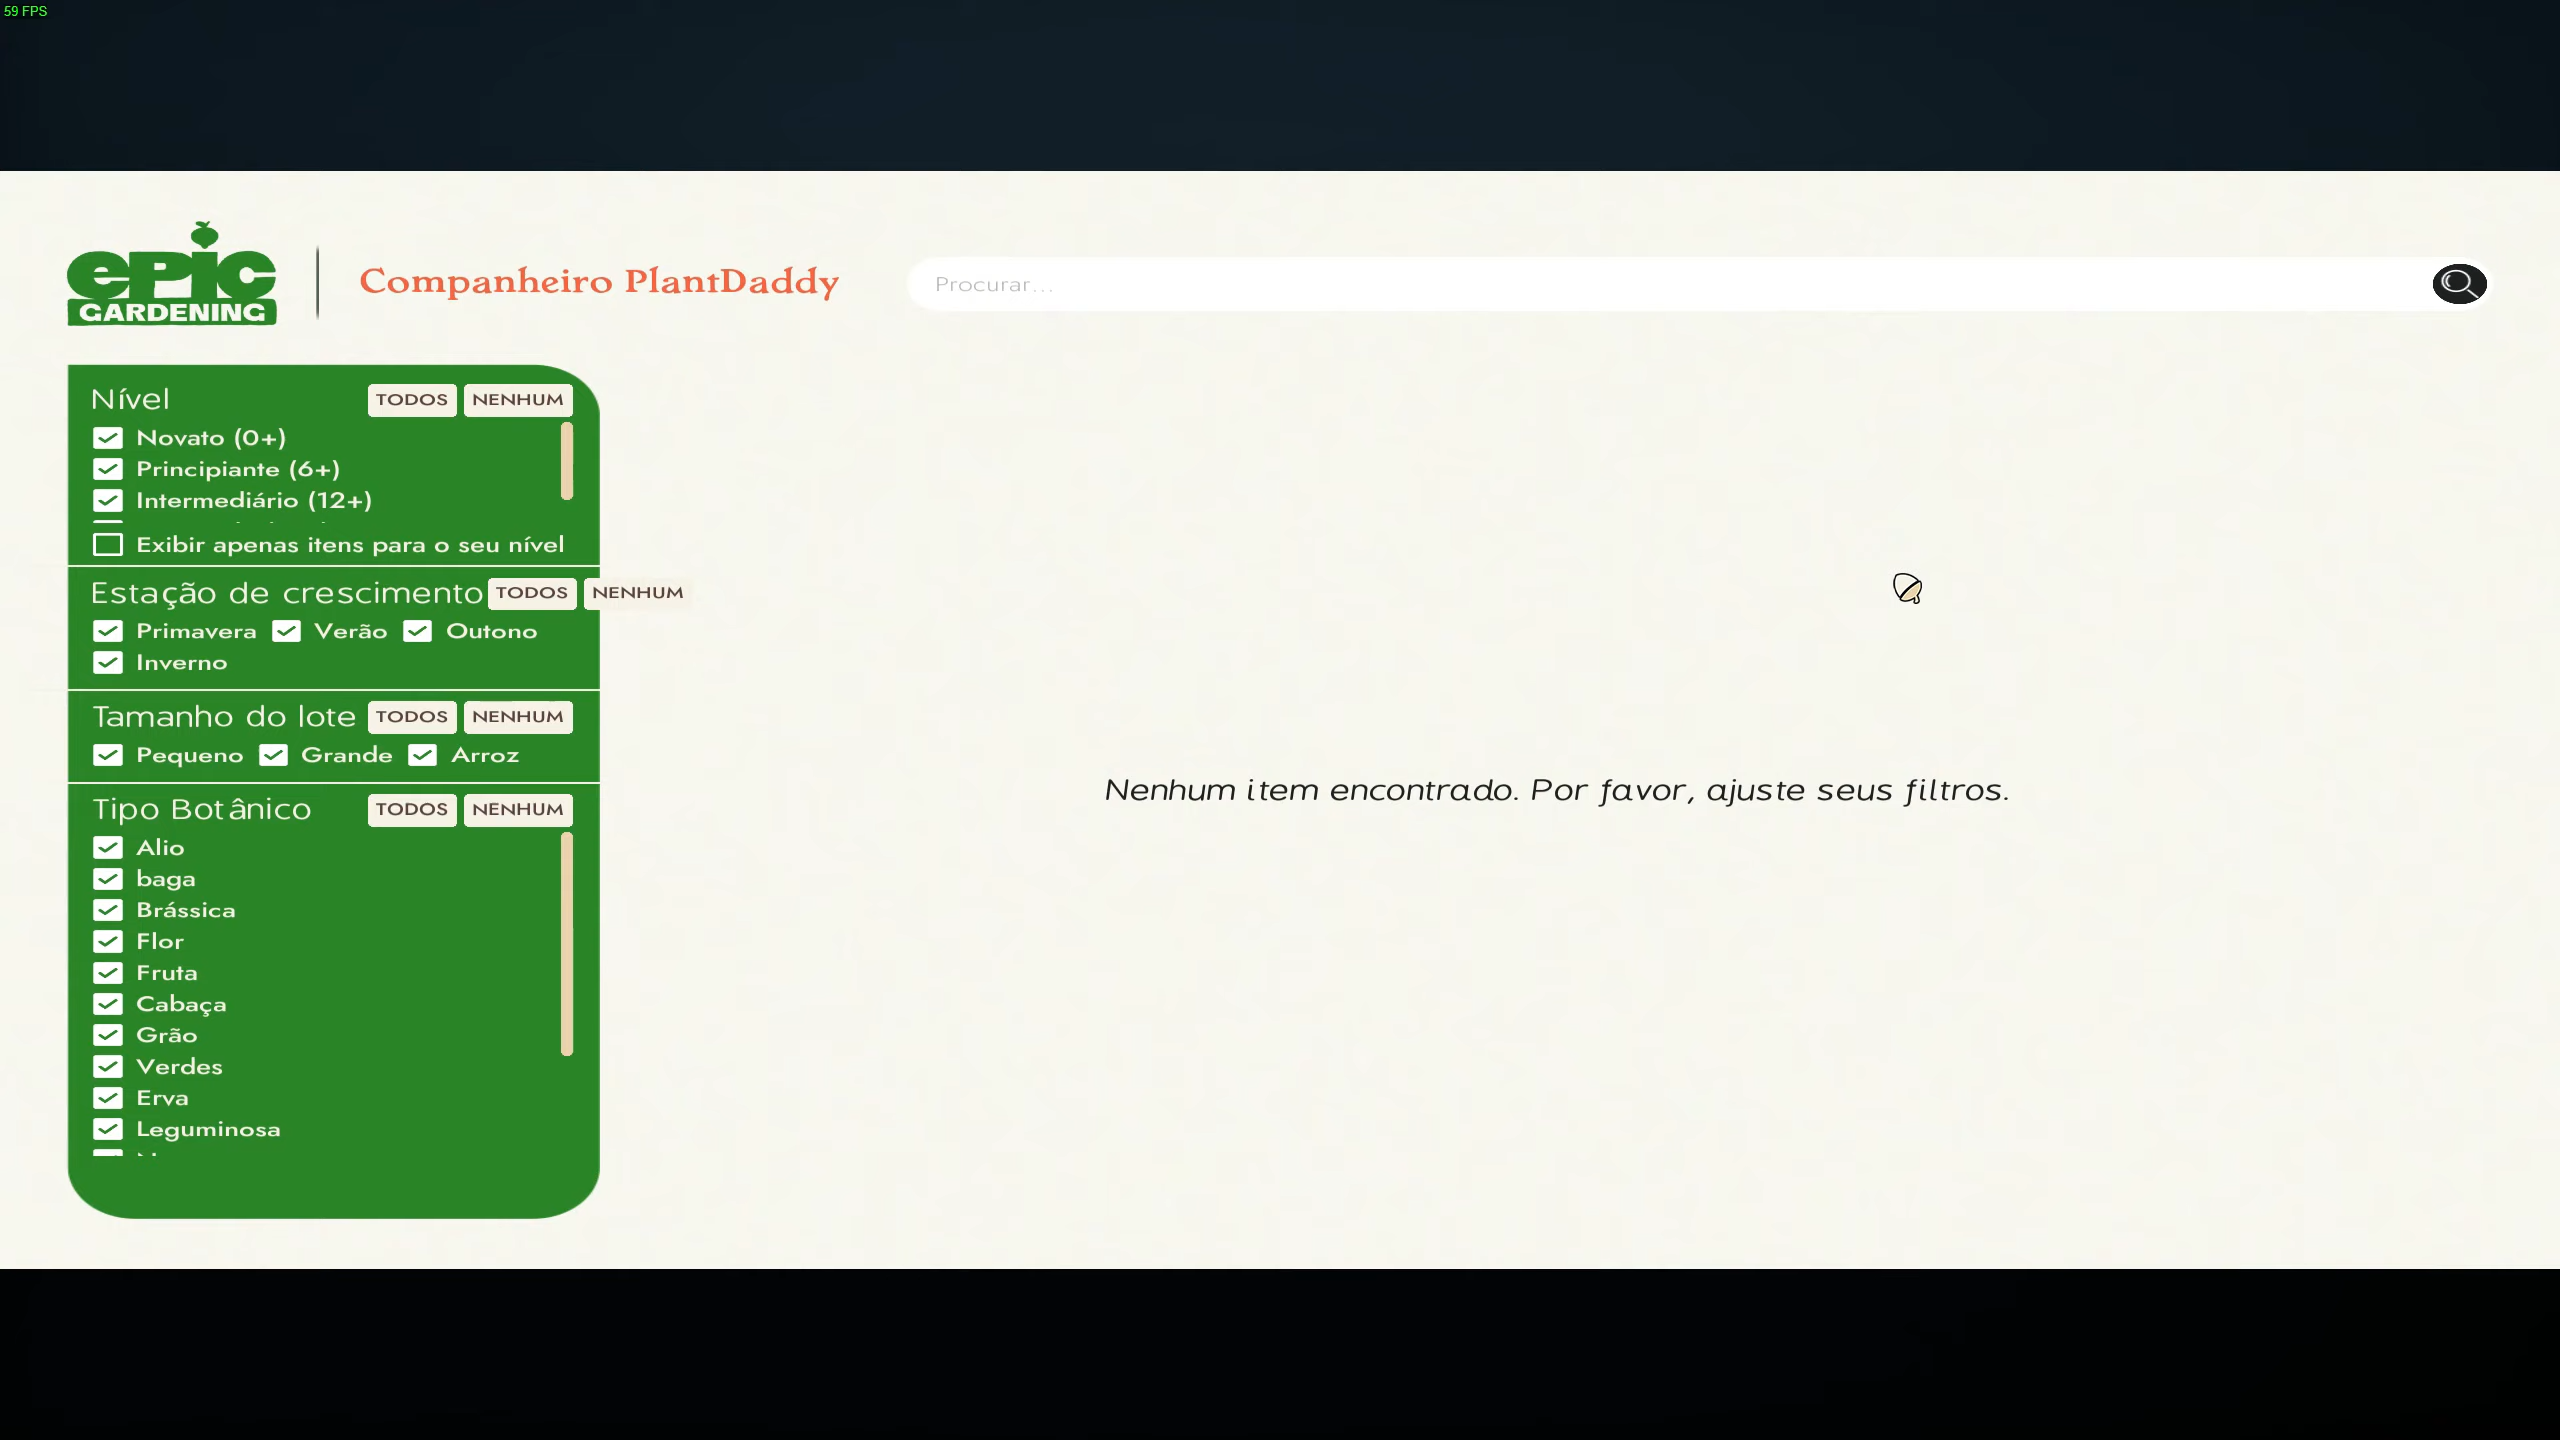 59 FPS
epic
GARDENING
Companheiro PlantDaddy
Procurar...
Nível TODOS NENHUM
Novato (0+)
Principiante (6+)
Intermediário (12+)
Exibir apenas itens para o seu nível
Estação de crescimento TODOS NENHUM
Primavera Verão Outono
Inverno
Tamanho do lote TODOS NENHUM
Pequeno Grande Arroz
Tipo Botânico TODOS NENHUM
Alio
baga
Brássica
Flor
Fruta
Cabaça
Grão
Verdes
Erva
Leguminosa
Nenhum item encontrado. Por favor, ajuste seus filtros.